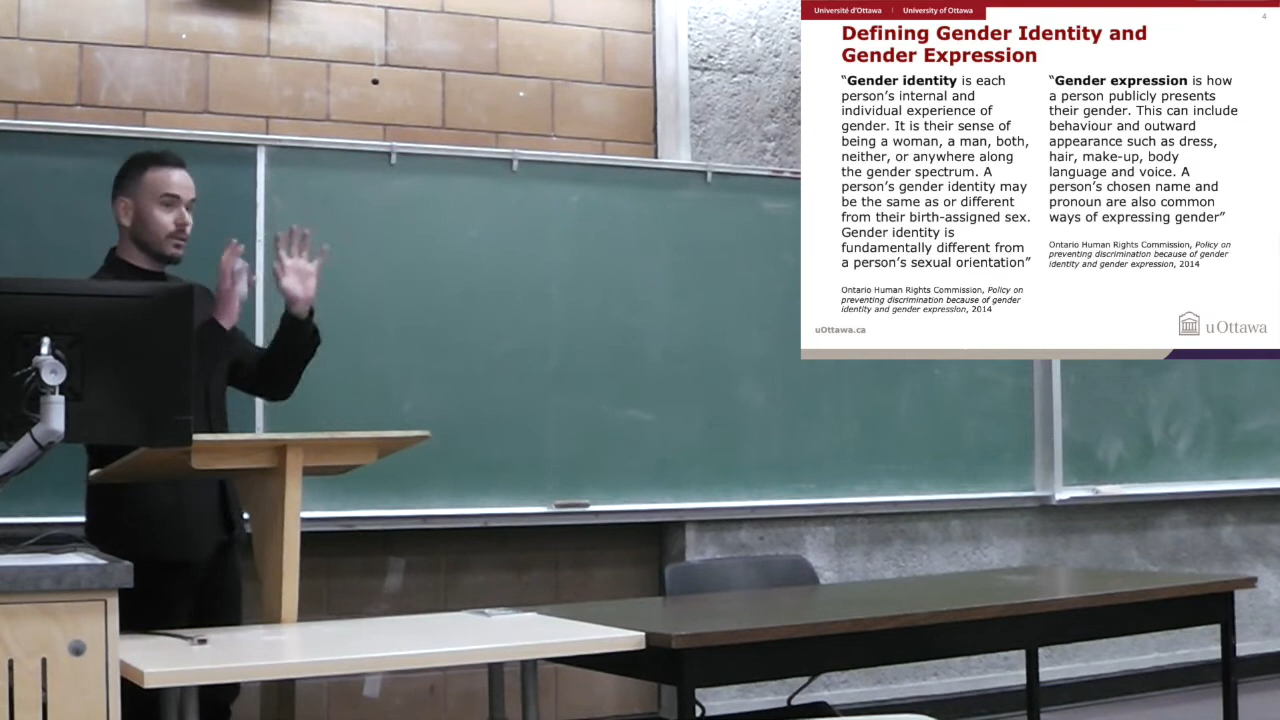 Université d'Ottawa | University of Ottawa
4
Defining Gender Identity and
Gender Expression
“Gender identity is each
person’s internal and
individual experience of
gender. It is their sense of
being a woman, a man, both,
neither, or anywhere along
the gender spectrum. A
person’s gender identity may
be the same as or different
from their birth-assigned sex.
Gender identity is
fundamentally different from
a person’s sexual orientation”
Ontario Human Rights Commission, Policy on
preventing discrimination because of gender
identity and gender expression, 2014
“Gender expression is how
a person publicly presents
their gender. This can include
behaviour and outward
appearance such as dress,
hair, make-up, body
language and voice. A
person’s chosen name and
pronoun are also common
ways of expressing gender”
Ontario Human Rights Commission, Policy on
preventing discrimination because of gender
identity and gender expression, 2014
uOttawa.ca
uOttawa